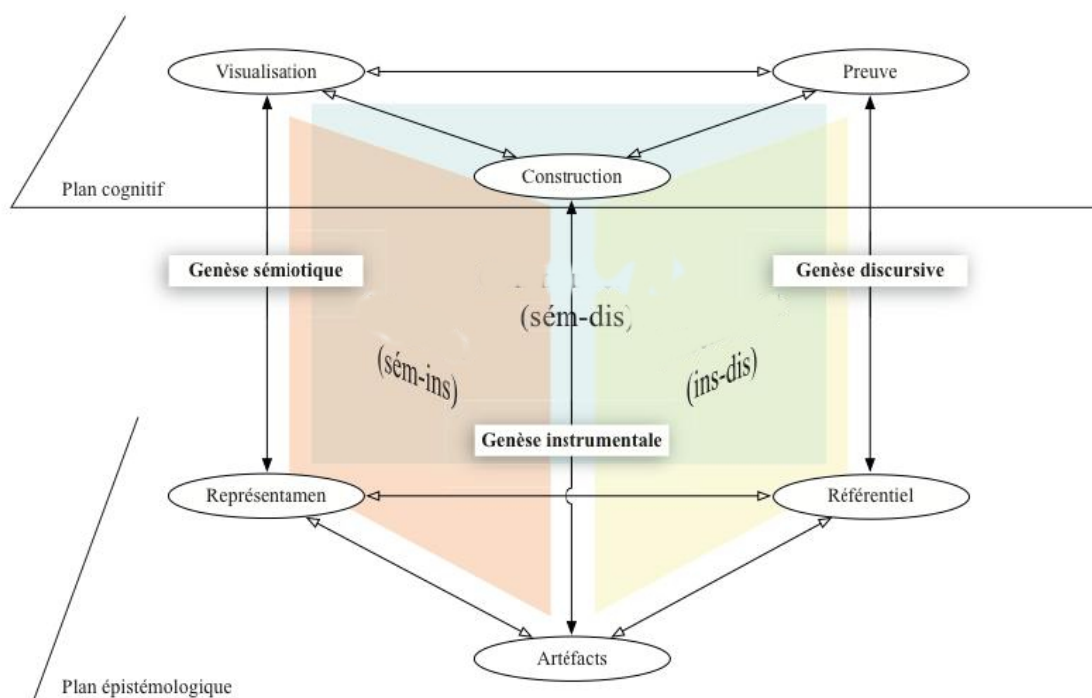 Visualisation
Preuve
Construction
Plan cognitif
Genèse sémiotique
Genèse discursive
(sém-dis)
(sém-ins)
(ins-dis)
Genèse instrumentale
Représentamen
Référentiel
Artéfacts
Plan épistémologique